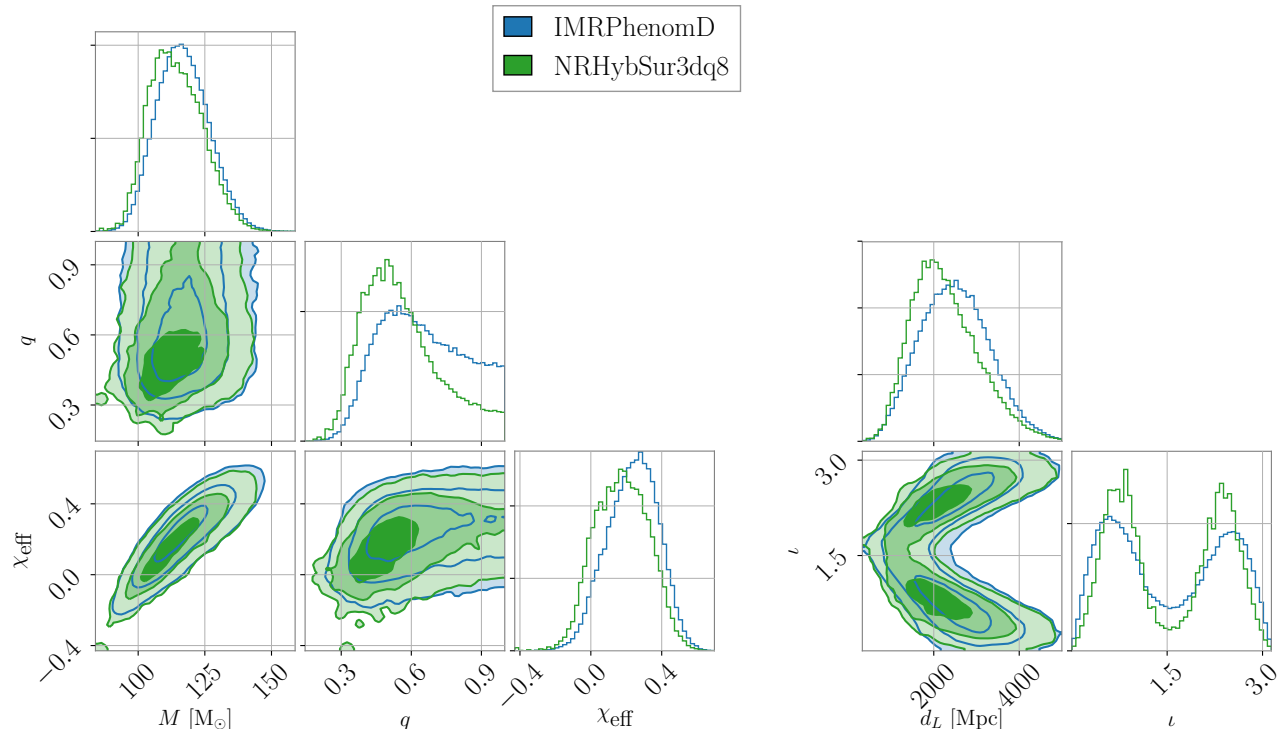 IMRPhenomD
NRHybSur3dq8
q
0.9
0.6
0.3
χeff
0.4
0.0
−0.4
ι
3.0
1.5
100
125
150
M [M⊙]
0.3
0.6
0.9
q
−0.4
0.0
0.4
χeff
2000
4000
dL [Mpc]
1.5
3.0
ι